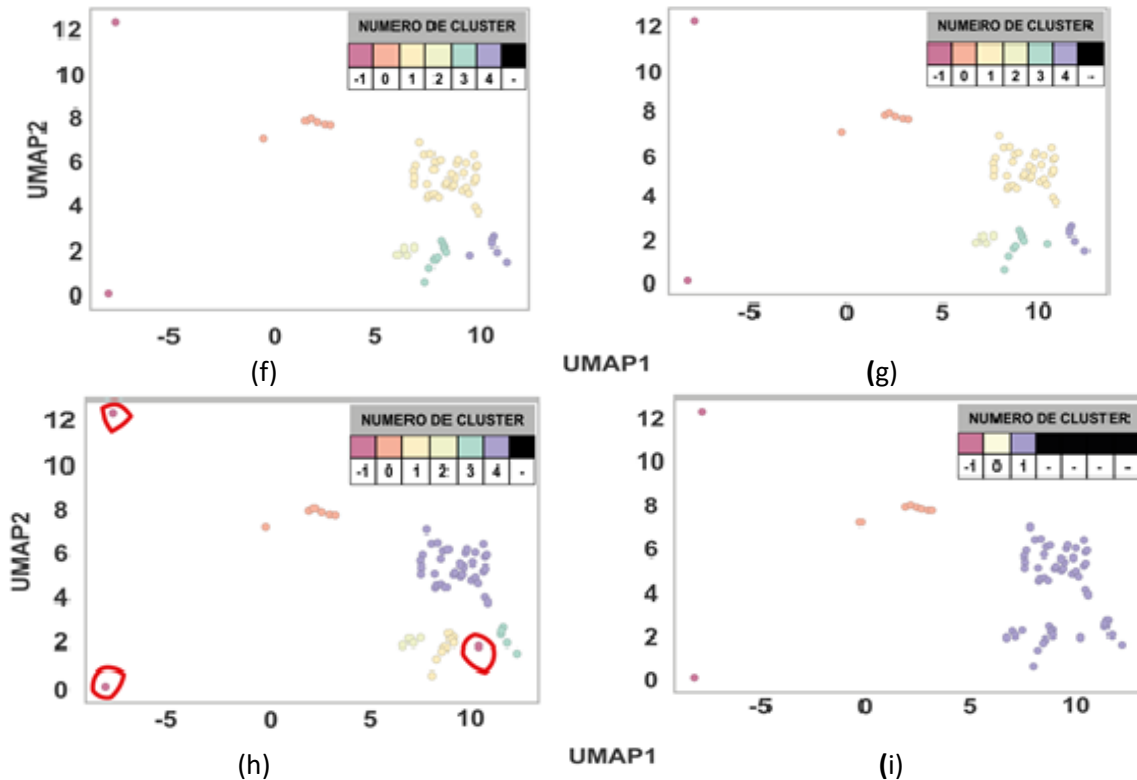 NUMERO DE CLUSTER
-1 0 1 2 3 4 -
12
10
8
6
4
2
0
UMAP2
-5 0 5 10
(f)
NUMEIRO DE CLUSTER
-1 0 1 2 3 4 -
12
10
8
6
4
2
0
-5 0 5 10
(g)
UMAP1
NUMERO DE CLUSTER
-1 0 1 2 3 4 -
12
10
8
6
4
2
0
UMAP2
-5 0 5 10
(h)
NUMERO DE CLUSTER
-1 0 1 - - - -
12
10
8
6
4
2
0
-5 0 5 10
(i)
UMAP1